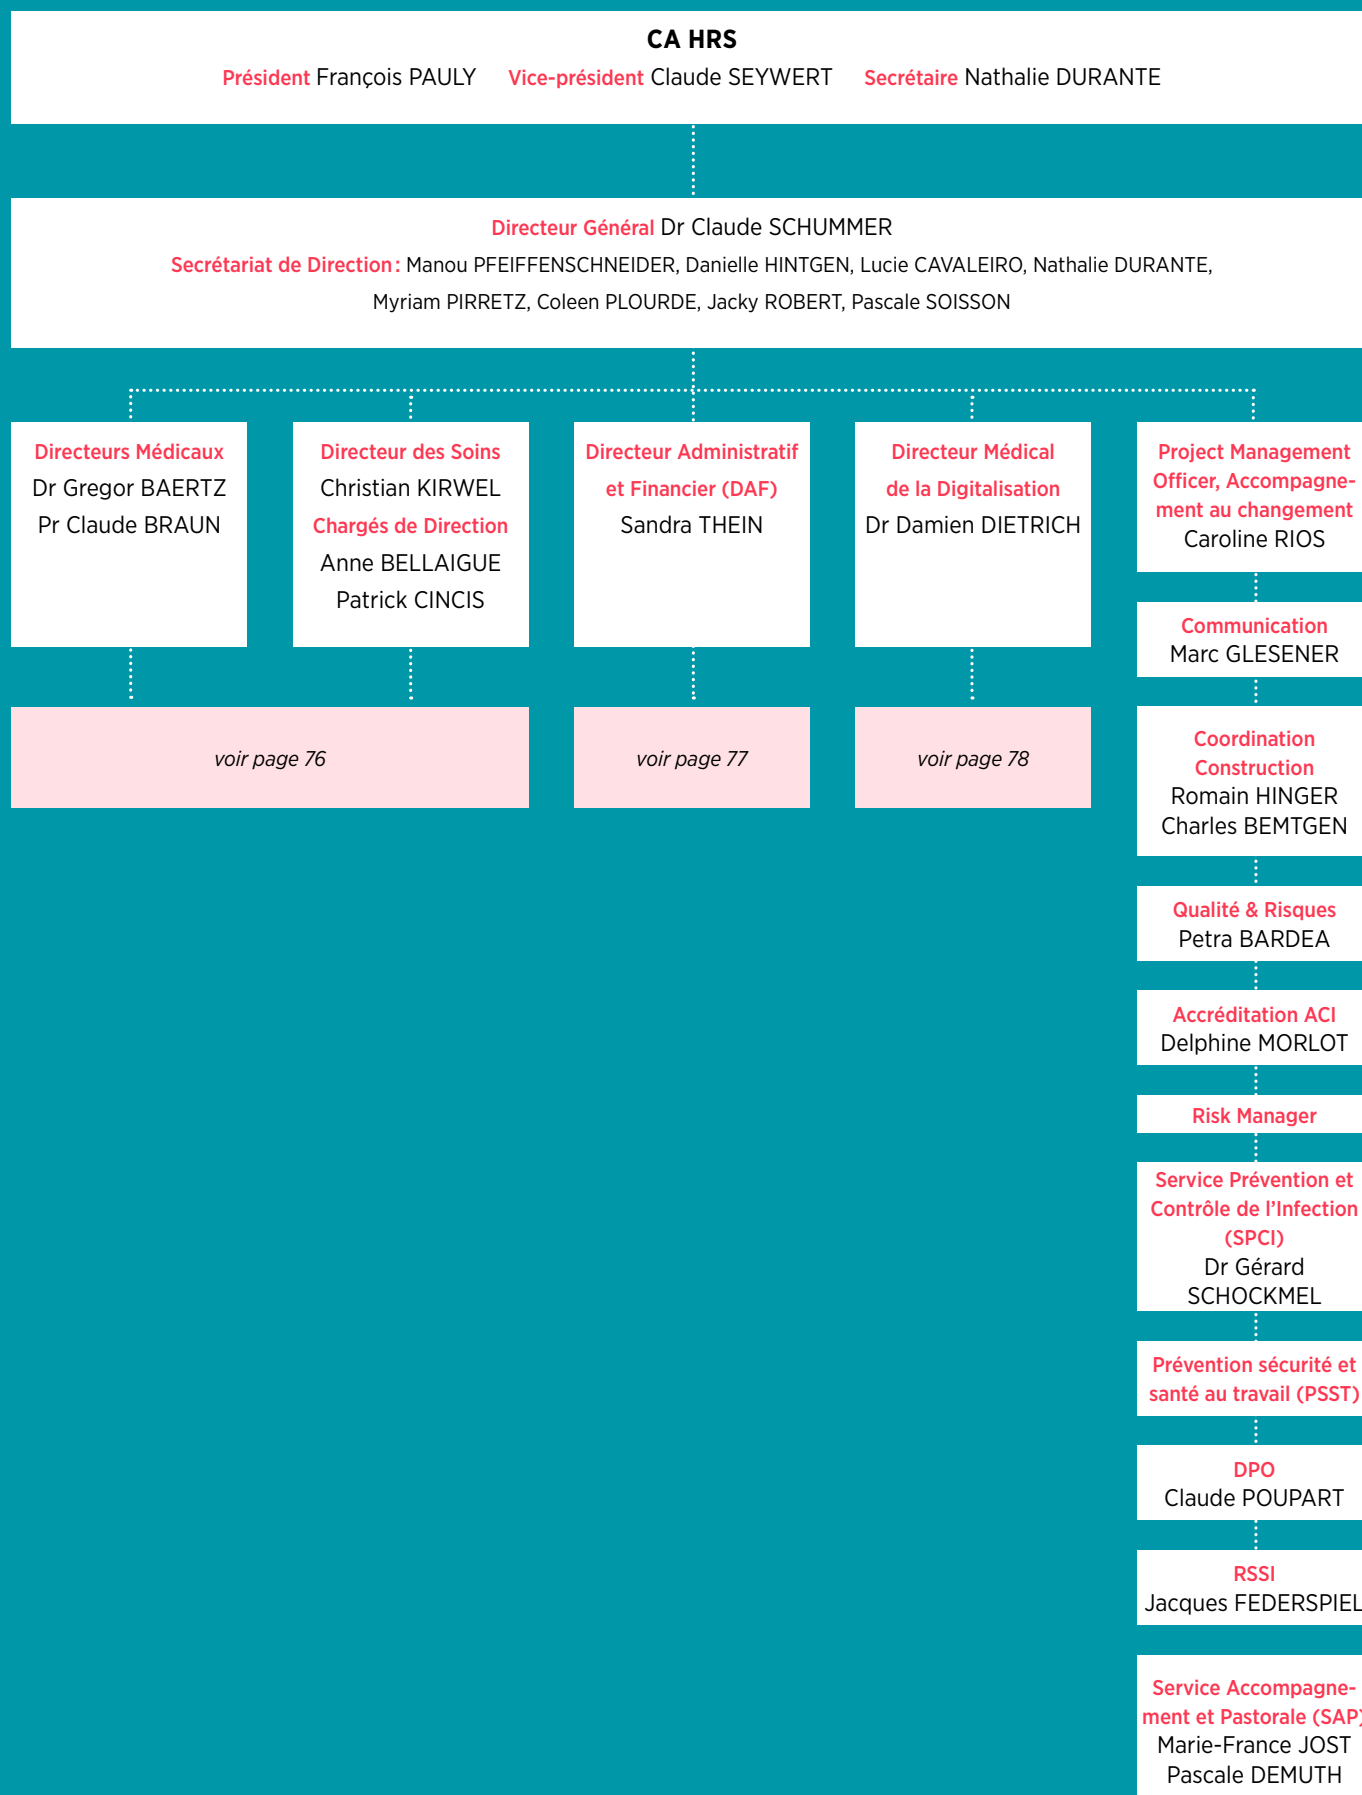 CA HRS
Président François PAULY Vice-président Claude SEYWERT Secrétaire Nathalie DURANTE
Directeur Général Dr Claude SCHUMMER
Secrétariat de Direction : Manou PFEIFFENSCHNEIDER, Danielle HINTGEN, Lucie CAVALEIRO, Nathalie DURANTE,
Myriam PIRRETZ, Coleen PLOURDE, Jacky ROBERT, Pascale SOISSON
Directeurs Médicaux
Dr Gregor BAERTZ
Pr Claude BRAUN
Directeur des Soins
Christian KIRWEL
Chargés de Direction
Anne BELLAIGUE
Patrick CINCIS
voir page 76
Directeur Administratif
et Financier (DAF)
Sandra THEIN
voir page 77
Directeur Médical
de la Digitalisation
Dr Damien DIETRICH
voir page 78
Project Management
Officer, Accompagne-
ment au changement
Caroline RIOS
Communication
Marc GLESENER
Coordination
Construction
Romain HINGER
Charles BEMTGEN
Qualité & Risques
Petra BARDEA
Accréditation ACI
Delphine MORLOT
Risk Manager
Service Prévention et
Contrôle de l'Infection
(SPCI)
Dr Gérard
SCHOCKMEL
Prévention sécurité et
santé au travail (PSST)
DPO
Claude POUPART
RSSI
Jacques FEDERSPIEL
Service Accompagne-
ment et Pastorale (SAP)
Marie-France JOST
Pascale DEMUTH